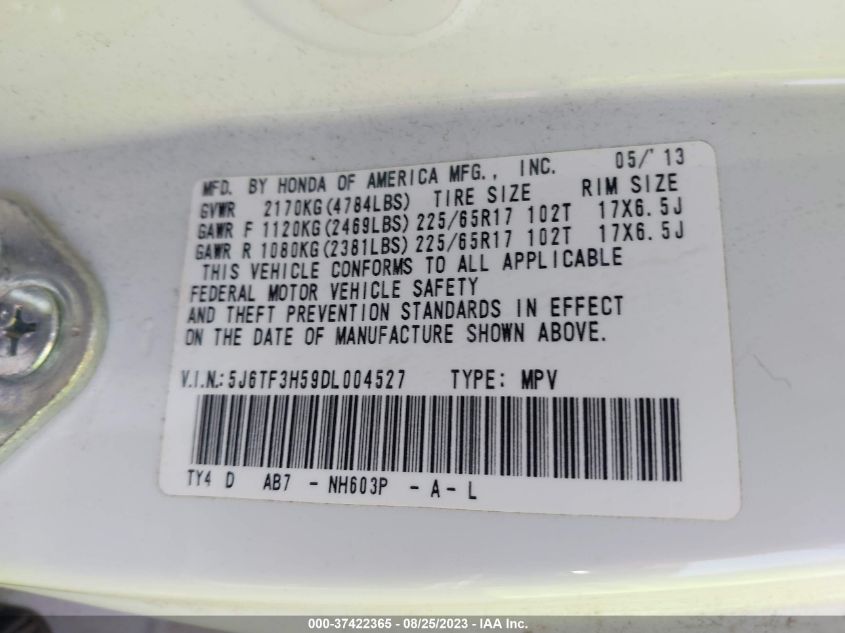 MFD. BY HONDA OF AMERICA MFG., INC. 05/'13
GVWR 2170KG(4784LBS) TIRE SIZE RIM SIZE
GAWR F 1120KG(2469LBS) 225/65R17 102T 17X6.5J
GAWR R 1080KG(2381LBS) 225/65R17 102T 17X6.5J
THIS VEHICLE CONFORMS TO ALL APPLICABLE
FEDERAL MOTOR VEHICLE SAFETY
AND THEFT PREVENTION STANDARDS IN EFFECT
ON THE DATE OF MANUFACTURE SHOWN ABOVE.
V.I.N.: 5J6TF3H59DL004527 TYPE: MPV
TY4 D AB7 - NH603P - A - L
000-37422365 - 08/25/2023 - IAA Inc.